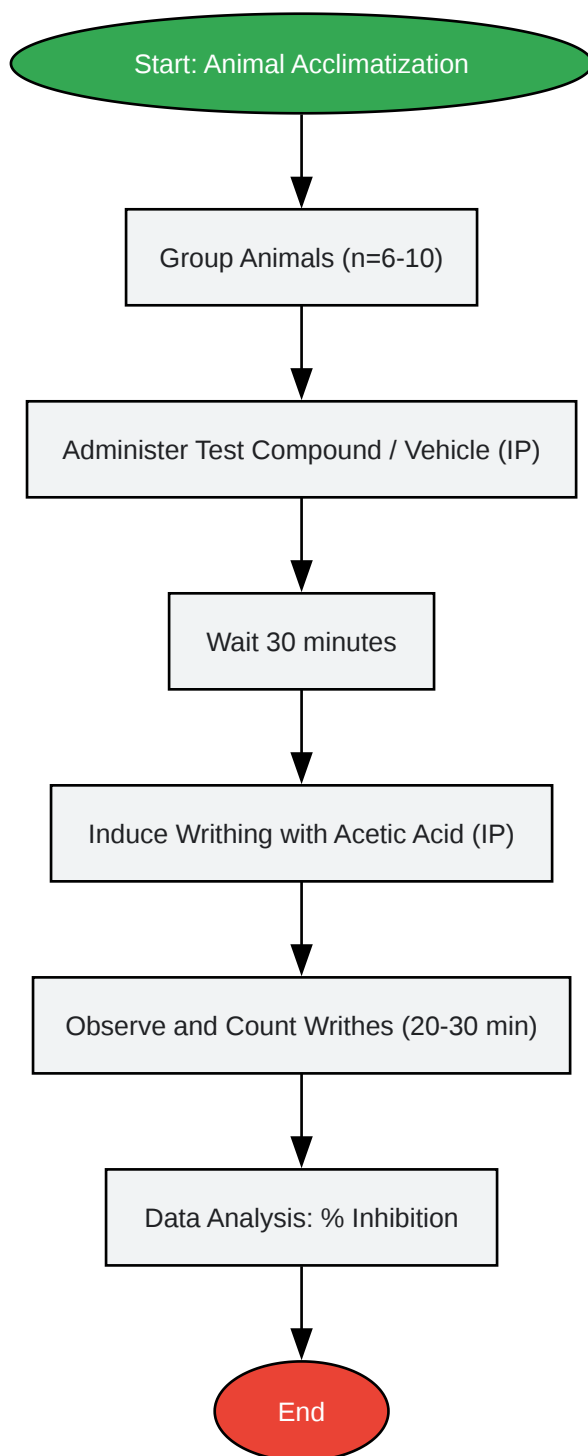 Start: Animal Acclimatization
Group Animals (n=6-10)
Administer Test Compound / Vehicle (IP)
Wait 30 minutes
Induce Writhing with Acetic Acid (IP)
Observe and Count Writhes (20-30 min)
Data Analysis: % Inhibition
End